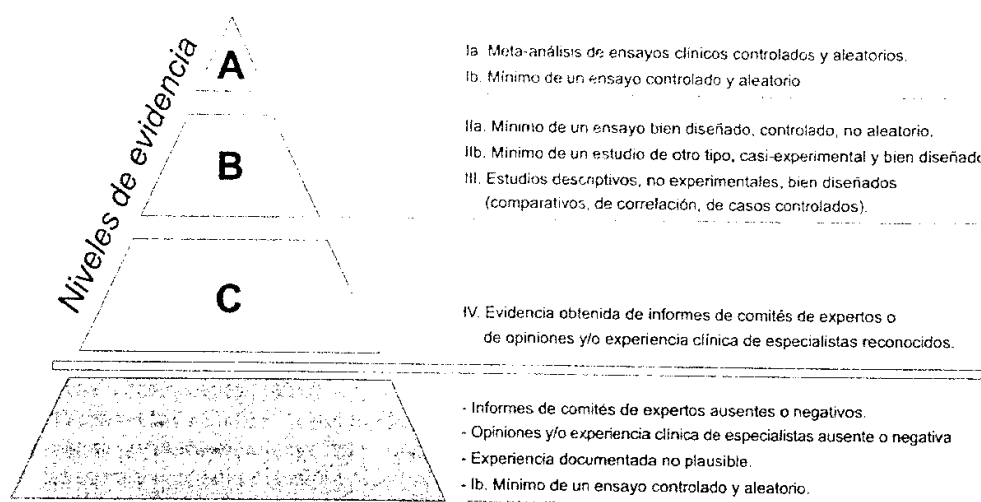 Niveles de evidencia
A
Ia. Meta-análisis de ensayos clínicos controlados y aleatorios.
Ib. Mínimo de un ensayo controlado y aleatorio
B
IIa. Mínimo de un ensayo bien diseñado, controlado, no aleatorio.
IIb. Mínimo de un estudio de otro tipo, casi-experimental y bien diseñado
III. Estudios descriptivos, no experimentales, bien diseñados
(comparativos, de correlación, de casos controlados).
C
IV. Evidencia obtenida de informes de comités de expertos o
de opiniones y/o experiencia clínica de especialistas reconocidos.
- Informes de comités de expertos ausentes o negativos.
- Opiniones y/o experiencia clínica de especialistas ausente o negativa
- Experiencia documentada no plausible.
- Ib. Mínimo de un ensayo controlado y aleatorio.